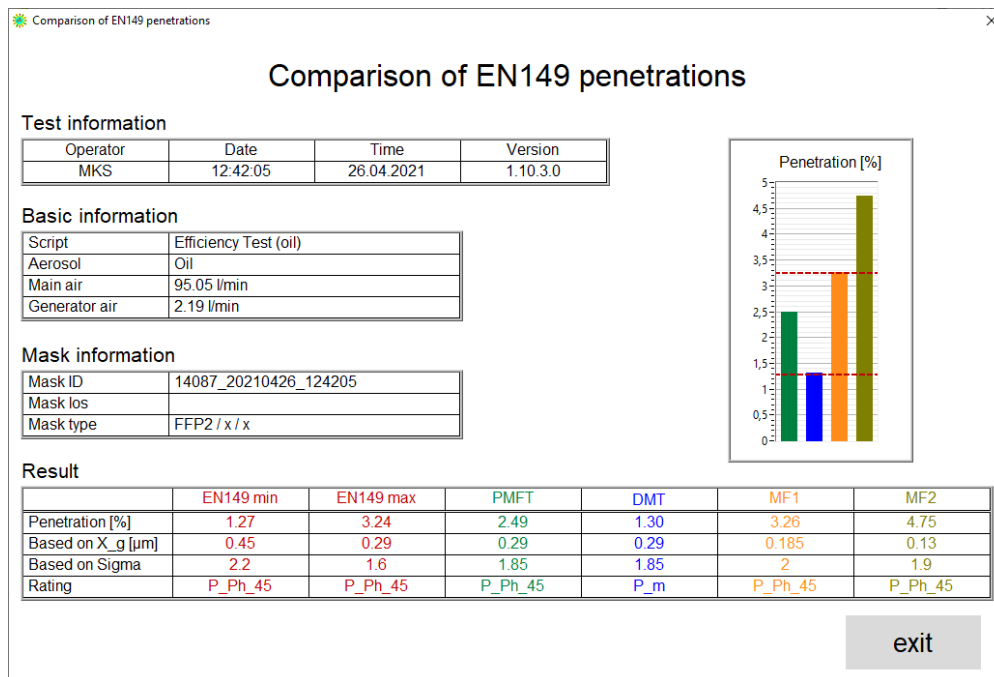 Comparison of EN149 penetrations
Comparison of EN149 penetrations
Test information
Operator Date Time Version
MKS 12:42:05 26.04.2021 1.10.3.0
Basic information
Script Efficiency Test (oil)
Aerosol Oil
Main air 95.05 l/min
Generator air 2.19 l/min
Mask information
Mask ID 14087_20210426_124205
Mask los
Mask type FFP2 / x / x
Penetration [%]
5
4,5
4
3,5
3
2,5
2
1,5
1
0,5
0
Result
EN149 min EN149 max PMFT DMT MF1 MF2
Penetration [%] 1.27 3.24 2.49 1.30 3.26 4.75
Based on X_g [µm] 0.45 0.29 0.29 0.29 0.185 0.13
Based on Sigma 2.2 1.6 1.85 1.85 2 1.9
Rating P_Ph_45 P_Ph_45 P_Ph_45 P_m P_Ph_45 P_Ph_45
exit